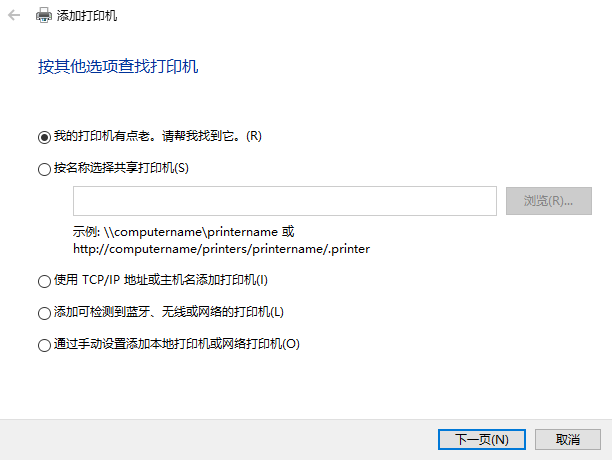 添加打印机
按其他选项查找打印机
我的打印机有点老。请帮我找到它。(R)
按名称选择共享打印机(S)
浏览(R)...
示例: \\computername\printername 或
http://computername/printers/printername/.printer
使用 TCP/IP 地址或主机名添加打印机(I)
添加可检测到蓝牙、无线或网络的打印机(L)
通过手动设置添加本地打印机或网络打印机(O)
下一页(N)
取消